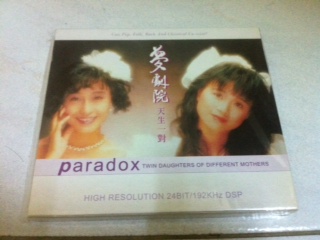 夢劇院
天生一對
paradox TWIN DAUGHTERS OF DIFFERENT MOTHERS
HIGH RESOLUTION 24BIT/192KHz DSP